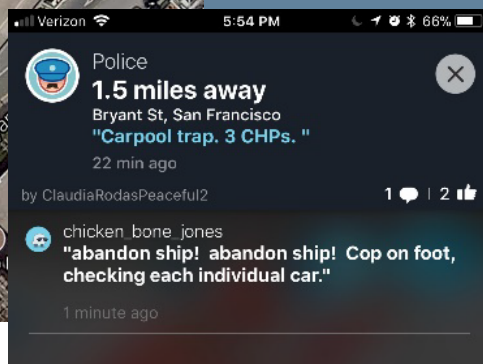 Verizon 5:54 PM 66%
Police
1.5 miles away
Bryant St, San Francisco
"Carpool trap. 3 CHPs. "
22 min ago
by ClaudiaRodasPeaceful2 1 | 2
chicken_bone_jones
"abandon ship! abandon ship! Cop on foot,
checking each individual car."
1 minute ago